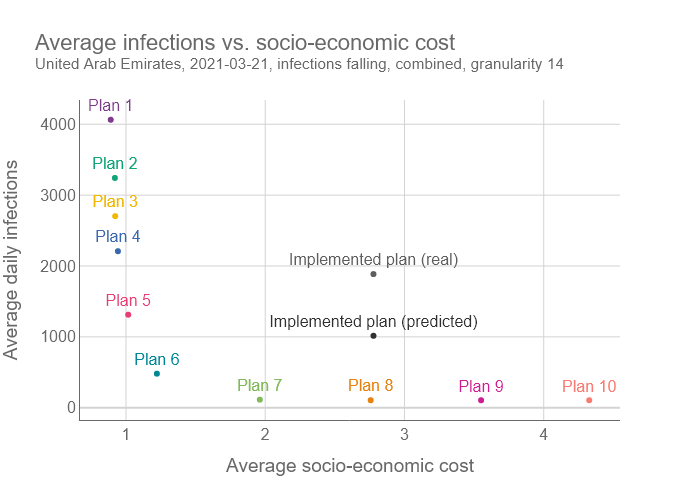 Average infections vs. socio-economic cost
United Arab Emirates, 2021-03-21, infections falling, combined, granularity 14
Plan 1
4000
Plan 2
Plan 3
3000
Plan 4
Implemented plan (real)
2000
Plan 5
Implemented plan (predicted)
1000
Plan 6
Plan 7
Plan 8
Plan 9
Plan 10
0
1
2
3
4
Average daily infections
Average socio-economic cost